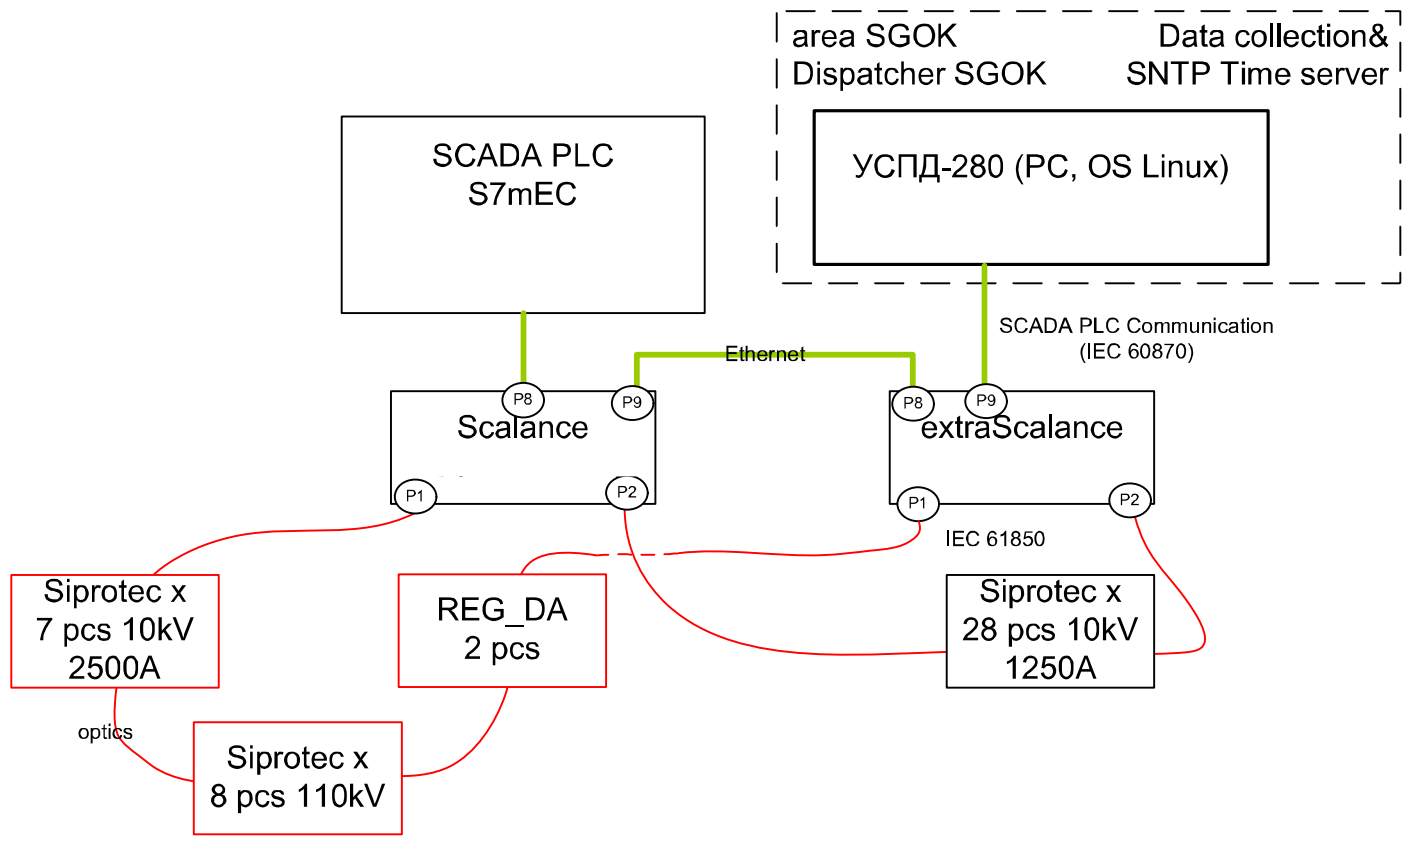 area SGOK
Dispatcher SGOK
Data collection&
SNTP Time server
SCADA PLC
S7mEC
УСПД-280 (PC, OS Linux)
SCADA PLC Communication
(IEC 60870)
Ethernet
P8
P9
Scalance
P1
P2
P8
P9
extraScalance
P1
P2
IEC 61850
Siprotec x
7 pcs 10kV
2500A
REG_DA
2 pcs
Siprotec x
28 pcs 10kV
1250A
optics
Siprotec x
8 pcs 110kV